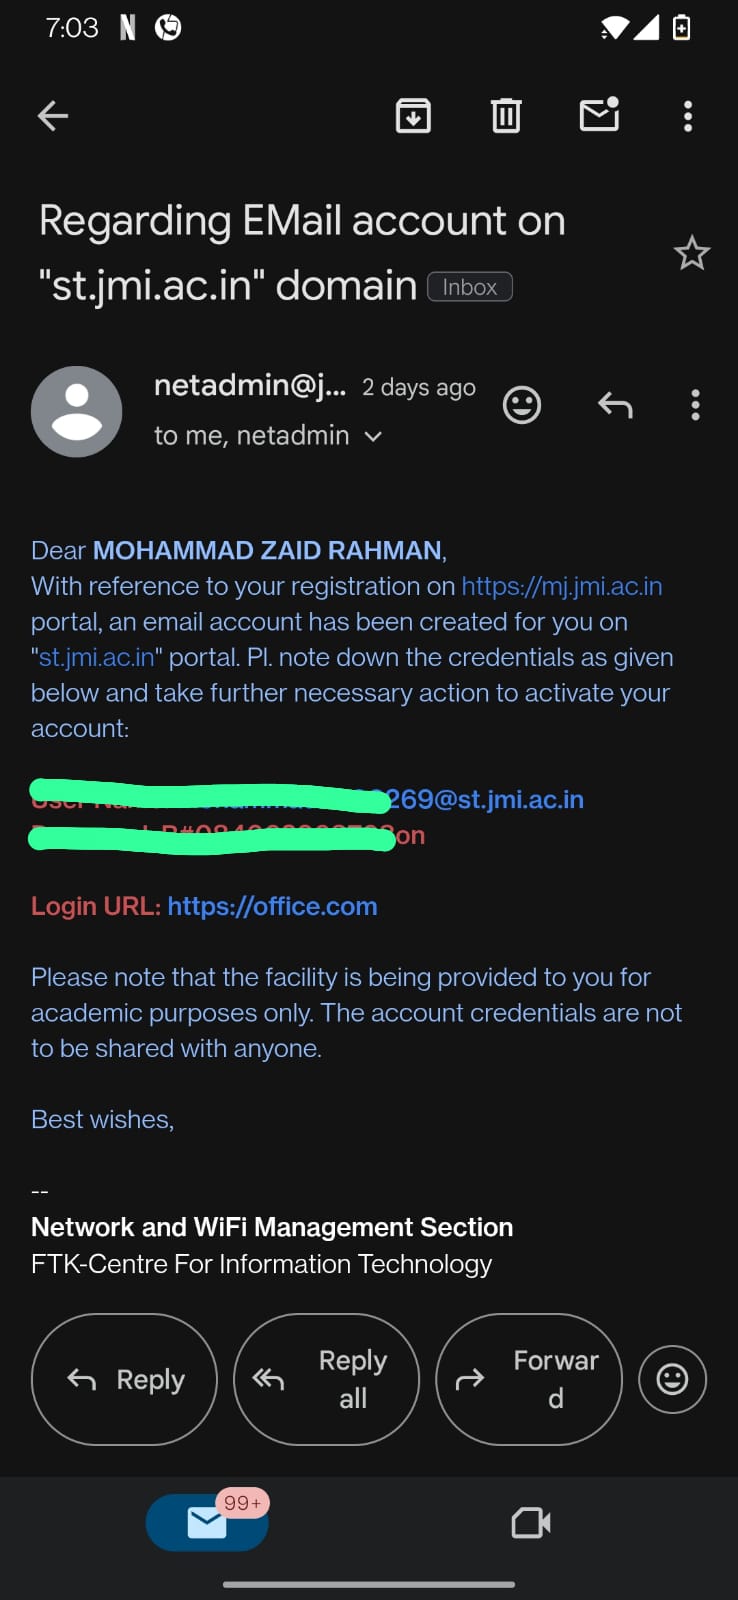 7:03
Regarding EMail account on
"st.jmi.ac.in" domain Inbox
netadmin@j... 2 days ago
to me, netadmin
Dear MOHAMMAD ZAID RAHMAN,
With reference to your registration on https://mj.jmi.ac.in
portal, an email account has been created for you on
"st.jmi.ac.in" portal. Pl. note down the credentials as given
below and take further necessary action to activate your
account:
269@st.jmi.ac.in
on
Login URL: https://office.com
Please note that the facility is being provided to you for
academic purposes only. The account credentials are not
to be shared with anyone.
Best wishes,
--
Network and WiFi Management Section
FTK-Centre For Information Technology
Reply
Reply
all
Forwar
d
99+